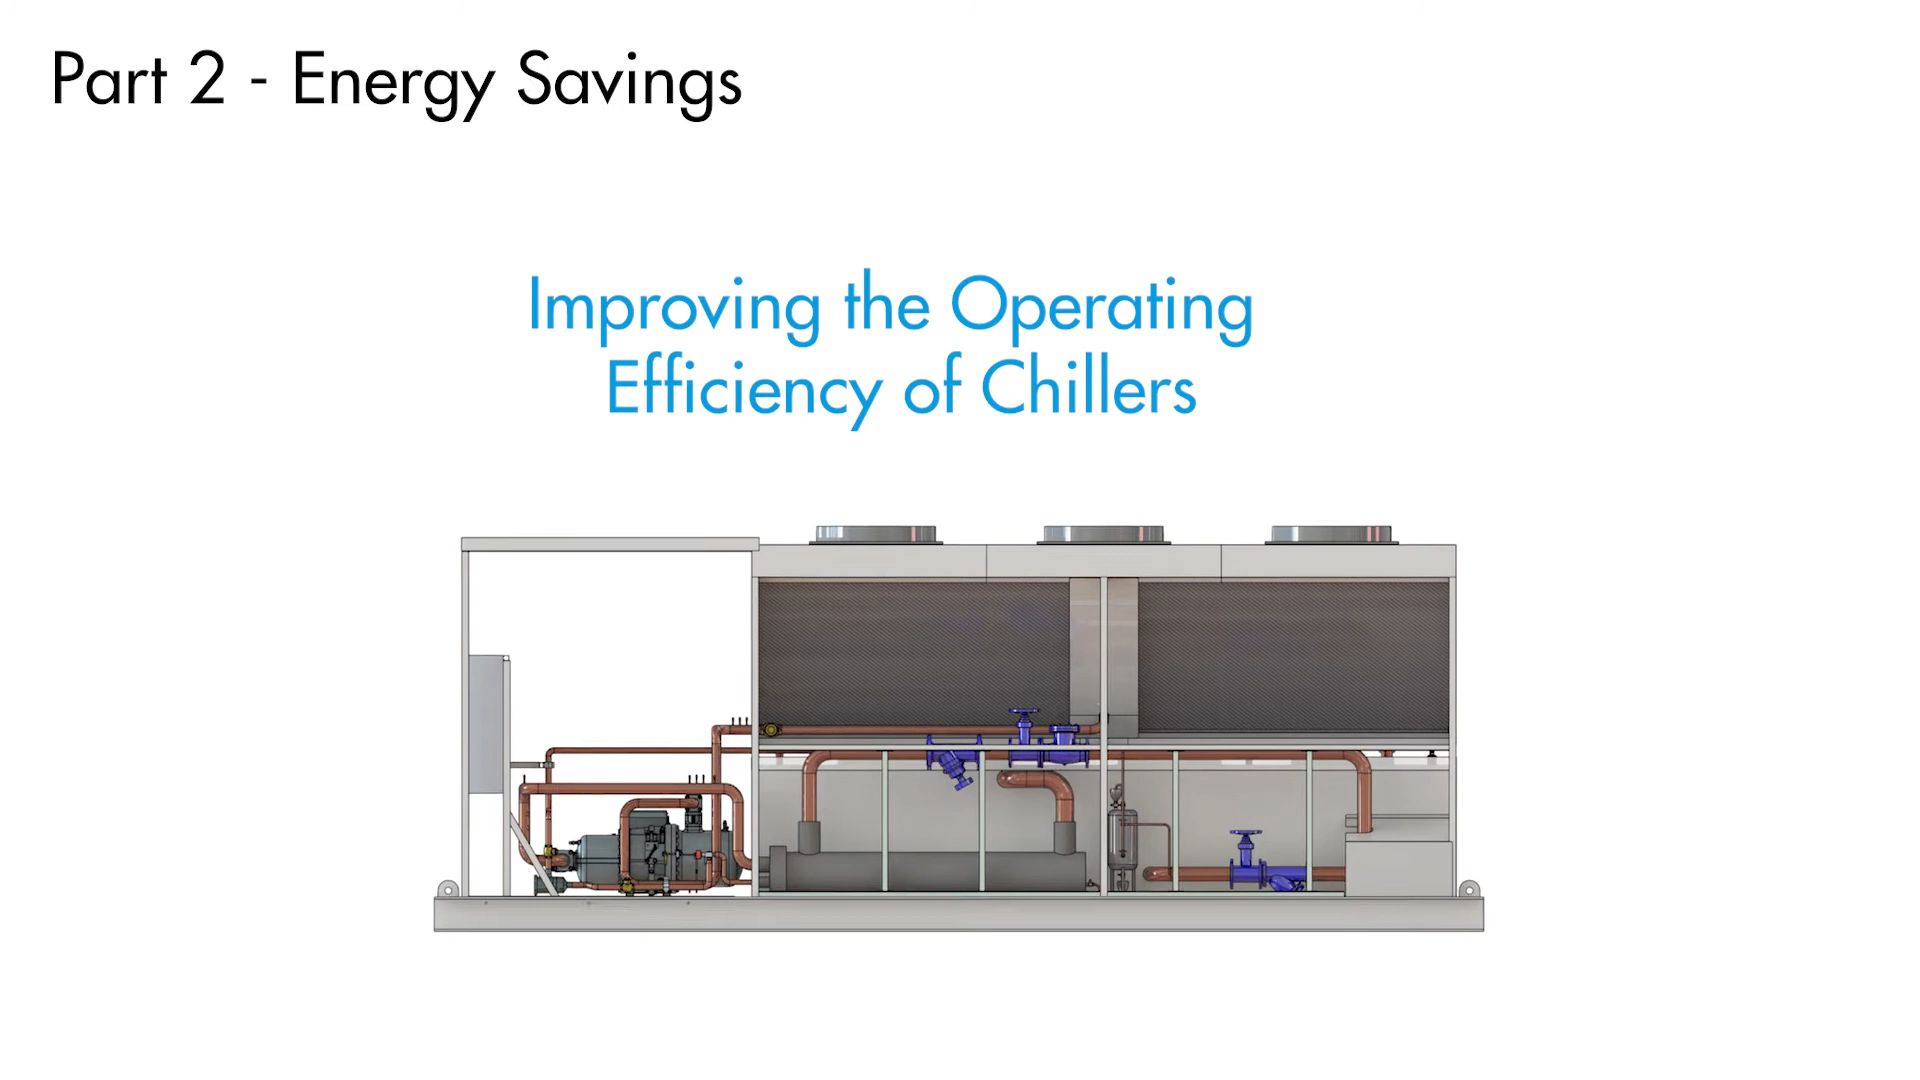 Part 2 - Energy Savings
Improving the Operating
Efficiency of Chillers